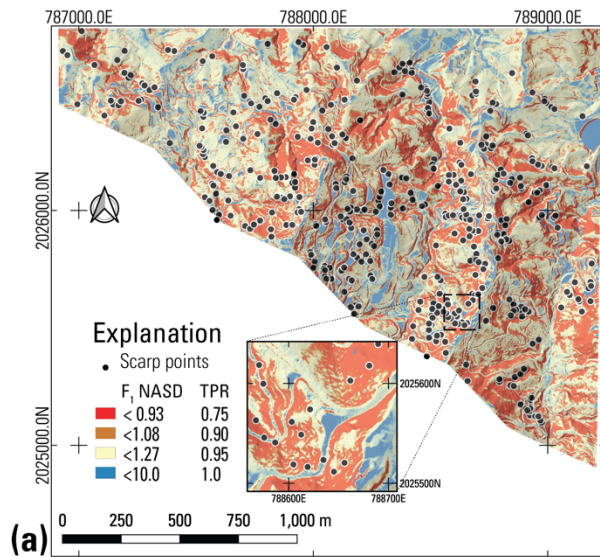 787000.0E 788000.0E 789000.0E
2026000.0N
Explanation
Scarp points
F1 NASD TPR
< 0.93 0.75
<1.08 0.90
<1.27 0.95
<10.0 1.0
2025600N
2025500N
788600E 788700E
2025000.0N
(a) 0 250 500 750 1,000 m